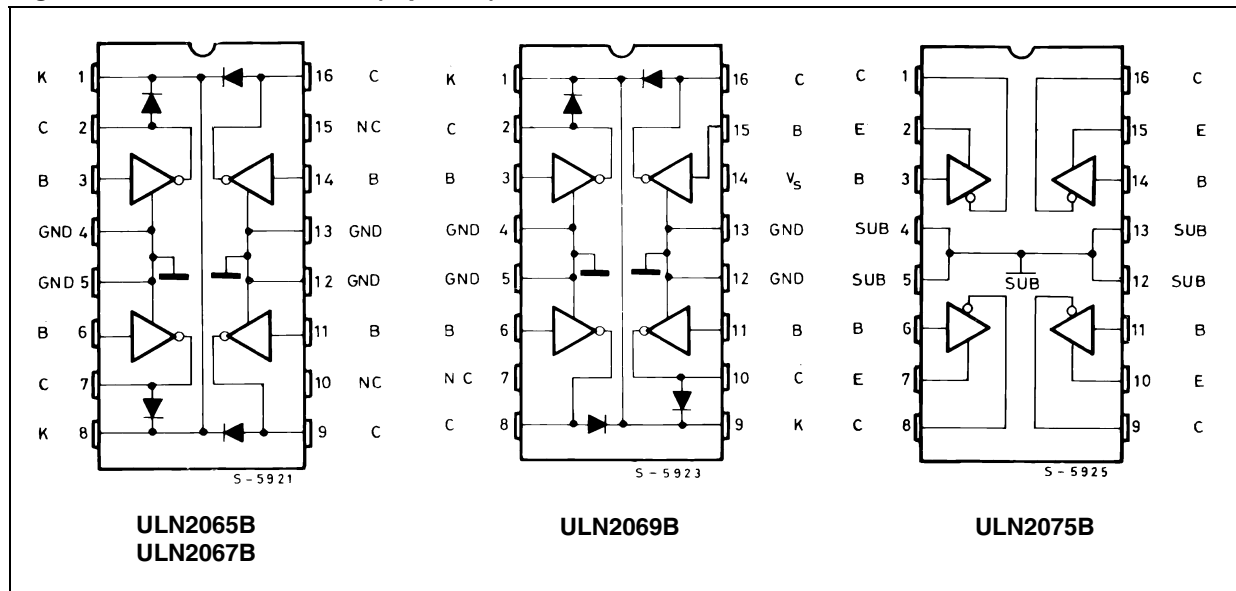 K 1 16 C
C 2 15 NC
B 3 14 B
GND 4 13 GND
GND 5 12 GND
B 6 11 B
C 7 10 NC
K 8 9 C
S-5921
ULN2065B
ULN2067B
K 1 16 C
C 2 15 B
B 3 14 Vs
GND 4 13 GND
GND 5 12 GND
B 6 11 B
NC 7 10 C
C 8 9 K
S-5923
ULN2069B
C 1 16 C
E 2 15 E
B 3 14 B
SUB 4 13 SUB
SUB 5 SUB 12 SUB
B 6 11 B
E 7 10 E
C 8 9 C
S-5925
ULN2075B